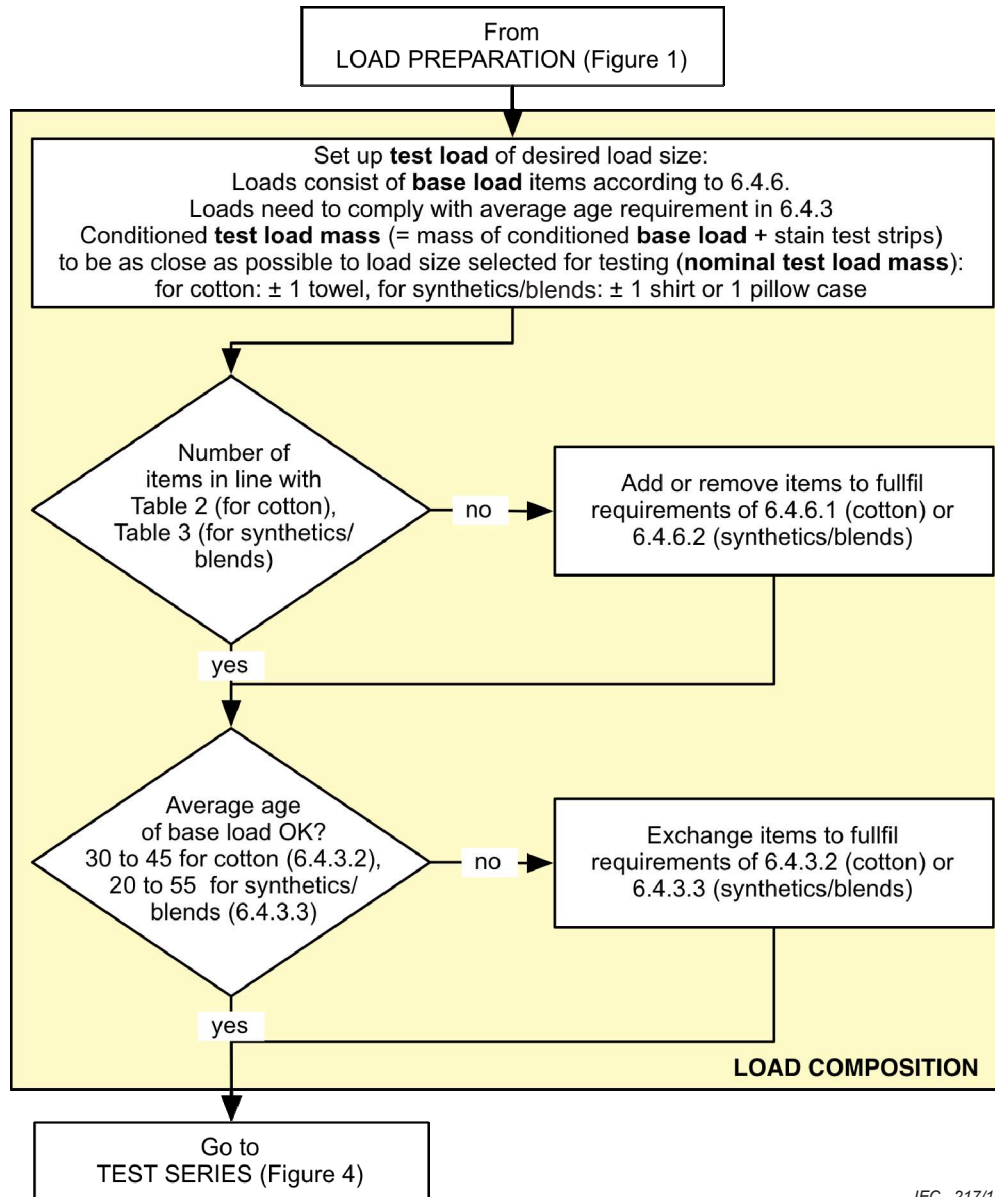 From
LOAD PREPARATION (Figure 1)
Set up test load of desired load size:
Loads consist of base load items according to 6.4.6.
Loads need to comply with average age requirement in 6.4.3
Conditioned test load mass (= mass of conditioned base load + stain test strips)
to be as close as possible to load size selected for testing (nominal test load mass):
for cotton: ± 1 towel, for synthetics/blends: ± 1 shirt or 1 pillow case
Number of
items in line with
Table 2 (for cotton),
Table 3 (for synthetics/
blends)
no
Add or remove items to fullfil
requirements of 6.4.6.1 (cotton) or
6.4.6.2 (synthetics/blends)
yes
Average age
of base load OK?
30 to 45 for cotton (6.4.3.2),
20 to 55 for synthetics/
blends (6.4.3.3)
no
Exchange items to fullfil
requirements of 6.4.3.2 (cotton) or
6.4.3.3 (synthetics/blends)
yes
LOAD COMPOSITION
Go to
TEST SERIES (Figure 4)
IEC 217/1